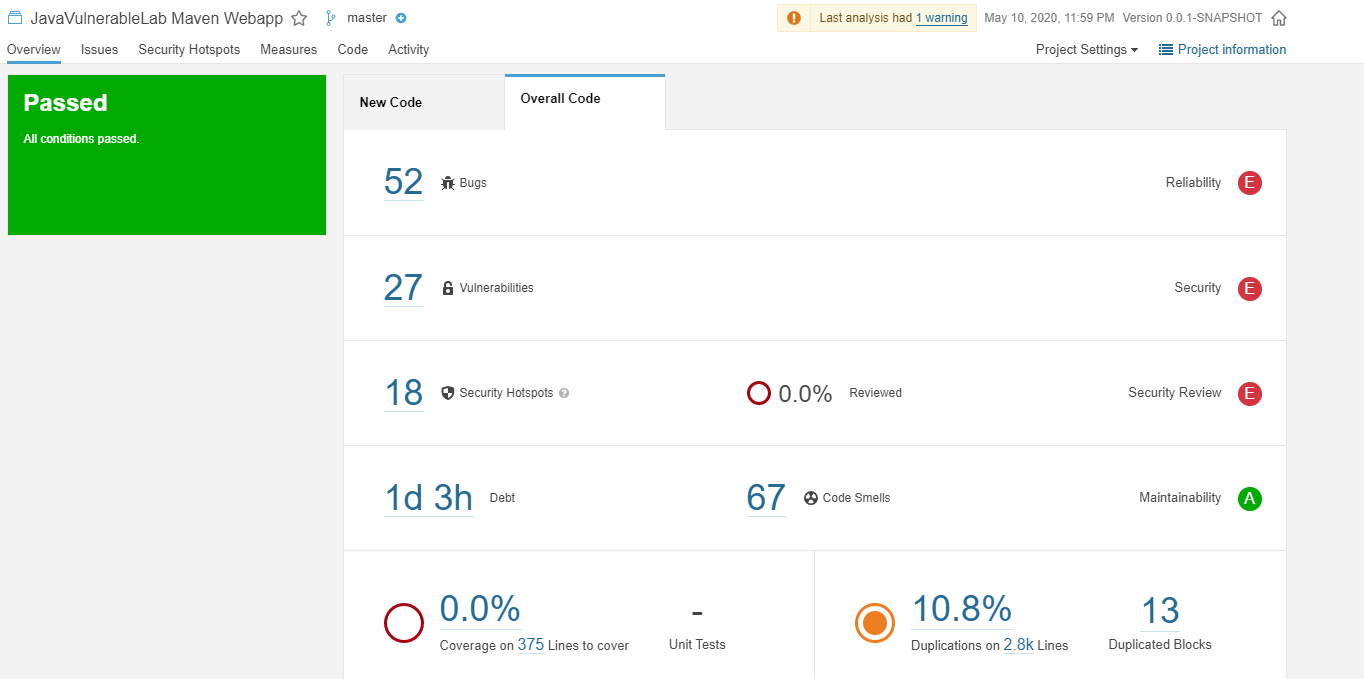 JavaVulnerableLab Maven Webapp master Last analysis had 1 warning May 10, 2020, 11:59 PM Version 0.0.1-SNAPSHOT
Overview Issues Security Hotspots Measures Code Activity Project Settings Project information
Passed
All conditions passed.
New Code Overall Code
52 Bugs Reliability E
27 Vulnerabilities Security E
18 Security Hotspots ? 0.0% Reviewed Security Review E
1d 3h Debt 67 Code Smells Maintainability A
0.0% - 10.8% 13
Coverage on 375 Lines to cover Unit Tests Duplications on 2.8k Lines Duplicated Blocks